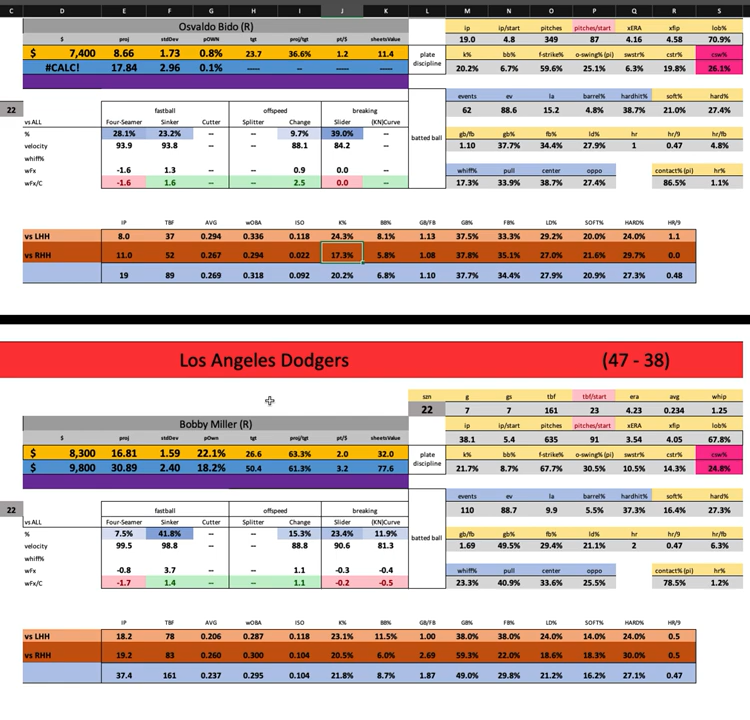 C D E F G H I J K L M N O P Q R S
Osvaldo Bido (R) ip ip/start pitches pitches/start xERA xfip lob%
$ proj stdDev pOWN tgt proj/tgt pt/$ sheetsValue 19.0 4.8 349 87 4.16 4.58 70.9%
$ 7,400 8.66 1.73 0.8% 23.7 36.6% 1.2 11.4 plate discipline k% bb% f-strike% o-swing% (pi) swstr% cstr% csw%
#CALC! 17.84 2.96 0.1% ---- ---- -- ---- 20.2% 6.7% 59.6% 25.1% 6.3% 19.8% 26.1%
events ev la barrel% hardhit% soft% hard%
22 fastball offspeed breaking batted ball 62 88.6 15.2 4.8% 38.7% 21.0% 27.4%
vs ALL Four-Seamer Sinker Cutter Splitter Change Slider (KN)Curve
% 28.1% 23.2% -- -- 9.7% 39.0% -- gb/fb gb% fb% ld% hr hr/9 hr/fb
velocity 93.9 93.8 -- -- 88.1 84.2 -- 1.10 37.7% 34.4% 27.9% 1 0.47 4.8%
whiff%
wFx -1.6 1.3 0.9 0.0 whiff% pull center oppo contact% (pi) hr%
wFx/C -1.6 1.6 -- -- 2.5 0.0 -- 17.3% 33.9% 38.7% 27.4% 86.5% 1.1%
IP TBF AVG wOBA ISO K% BB% GB/FB GB% FB% LD% SOFT% HARD% HR/9
vs LHH 8.0 37 0.294 0.336 0.118 24.3% 8.1% 1.13 37.5% 33.3% 29.2% 20.0% 24.0% 1.1
vs RHH 11.0 52 0.267 0.294 0.022 17.3% 5.8% 1.08 37.8% 35.1% 27.0% 21.6% 29.7% 0.0
19 89 0.269 0.318 0.092 20.2% 6.8% 1.10 37.7% 34.4% 27.9% 20.9% 27.3% 0.48
Los Angeles Dodgers (47 - 38)
szn g gs tbf tbf/start era avg whip
22 7 7 161 23 4.23 0.234 1.25
Bobby Miller (R) ip ip/start pitches pitches/start xERA xfip lob%
$ proj stdDev pOwn tgt proj/tgt pt/$ sheetsValue 38.1 5.4 635 91 3.54 4.05 67.8%
$ 8,300 16.81 1.59 22.1% 26.6 63.3% 2.0 32.0 plate discipline k% bb% f-strike% o-swing% (pi) swstr% cstr% csw%
$ 9,800 30.89 2.40 18.2% 50.4 61.3% 3.2 77.6 21.7% 8.7% 67.7% 30.5% 10.5% 14.3% 24.8%
events ev la barrel% hardhit% soft% hard%
22 fastball offspeed breaking batted ball 110 88.7 9.9 5.5% 37.3% 16.4% 27.3%
vs ALL Four-Seamer Sinker Cutter Splitter Change Slider (KN)Curve
% 7.5% 41.8% -- -- 15.3% 23.4% 11.9% gb/fb gb% fb% ld% hr hr/9 hr/fb
velocity 99.5 98.8 -- -- 88.8 90.6 81.3 1.69 49.5% 29.4% 21.1% 2 0.47 6.3%
whiff%
wFx -0.8 3.7 1.1 -0.3 -0.4 whiff% pull center oppo contact% (pi) hr%
wFx/C -1.7 1.4 -- -- 1.1 -0.2 -0.5 23.3% 40.9% 33.6% 25.5% 78.5% 1.2%
IP TBF AVG wOBA ISO K% BB% GB/FB GB% FB% LD% SOFT% HARD% HR/9
vs LHH 18.2 78 0.206 0.287 0.118 23.1% 11.5% 1.00 38.0% 38.0% 24.0% 14.0% 24.0% 0.5
vs RHH 19.2 83 0.260 0.300 0.104 20.5% 6.0% 2.69 59.3% 22.0% 18.6% 18.3% 30.0% 0.5
37.4 161 0.237 0.295 0.104 21.8% 8.7% 1.87 49.0% 29.8% 21.2% 16.2% 27.1% 0.47